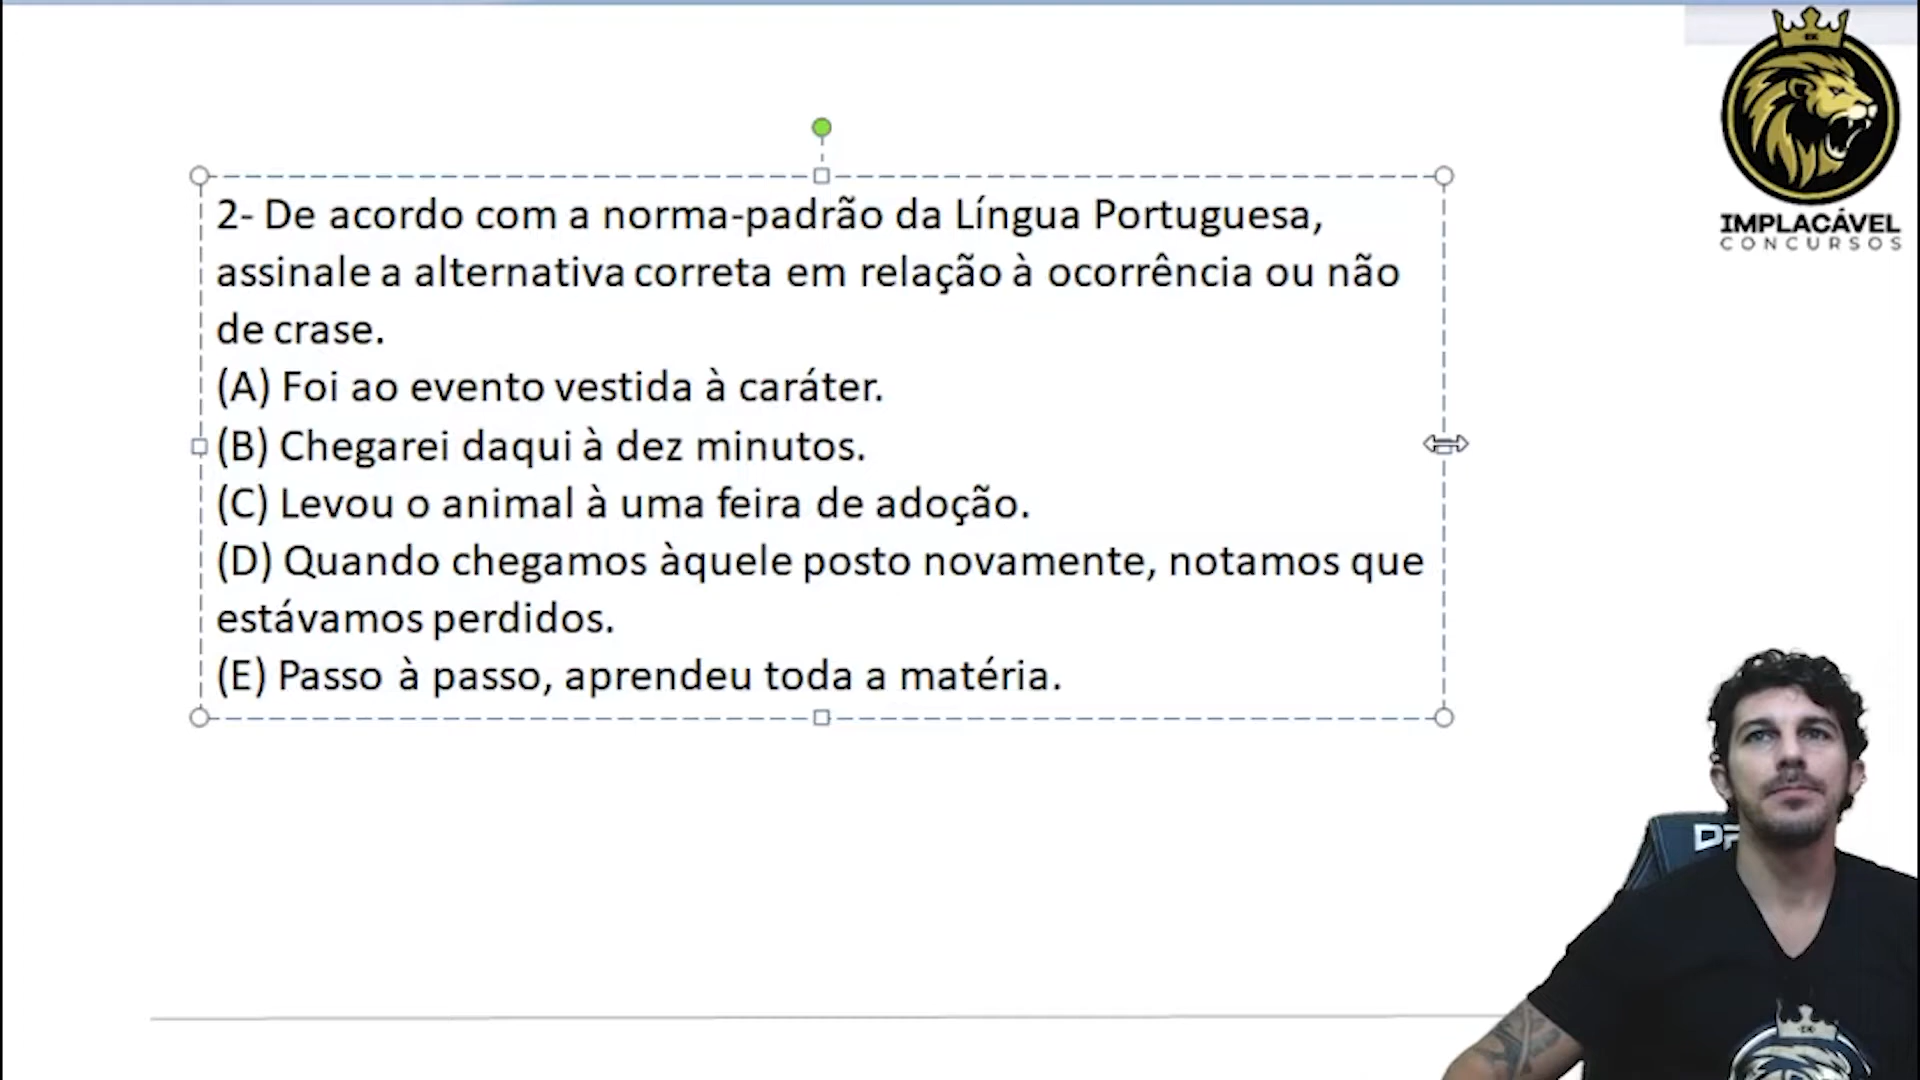 IMPLACÁVEL
CONCURSOS
2- De acordo com a norma-padrão da Língua Portuguesa,
assinale a alternativa correta em relação à ocorrência ou não
de crase.
(A) Foi ao evento vestida à caráter.
(B) Chegarei daqui à dez minutos.
(C) Levou o animal à uma feira de adoção.
(D) Quando chegamos àquele posto novamente, notamos que
estávamos perdidos.
(E) Passo à passo, aprendeu toda a matéria.